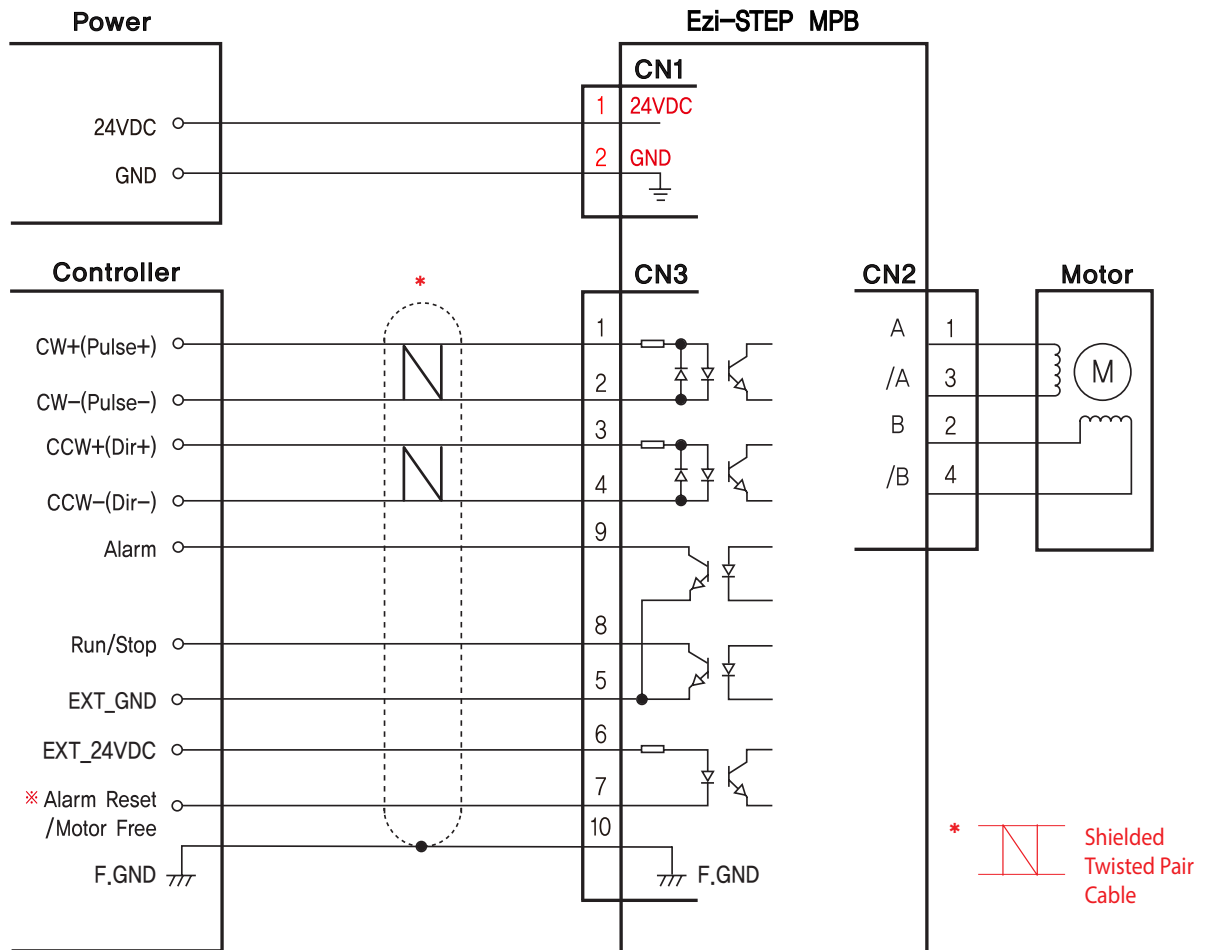 Power
Ezi-STEP MPB
CN1
1 24VDC
24VDC
2 GND
GND
Controller
*
CN3
CN2
Motor
CW+(Pulse+)
1
A 1
CW-(Pulse-)
2
/A 3
M
CCW+(Dir+)
3
B 2
CCW-(Dir-)
4
/B 4
Alarm
9
Run/Stop
8
EXT_GND
5
EXT_24VDC
6
※ Alarm Reset
/Motor Free
7
10
F.GND
F.GND
* Shielded
Twisted Pair
Cable